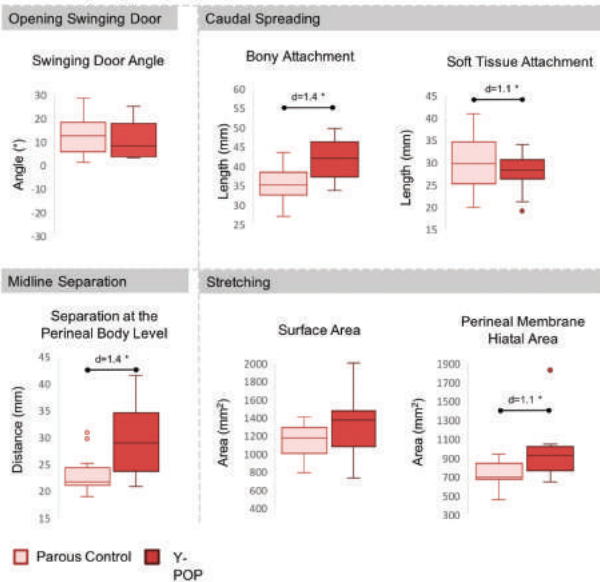 Opening Swinging Door
Caudal Spreading
Swinging Door Angle
Angle (°)
30
20
10
0
-10
20
-30
Bony Attachment
Length (mm)
60
55
50
45
40
35
30
25
d=1.4 *
Soft Tissue Attachment
Length (mm)
45
40
35
30
25
20
15
d=1.1 *
Midline Separation
Stretching
Separation at the
Perineal Body Level
Distance (mm)
45
40
35
30
25
20
15
d=1.4 *
Surface Area
Area (mm²)
2000
1800
1600
1400
1200
1000
800
600
400
Perineal Membrane
Hiatal Area
Area (mm²)
1900
1700
1500
1300
1100
900
700
500
300
d=1.1 *
Parous Control
Y-
POP